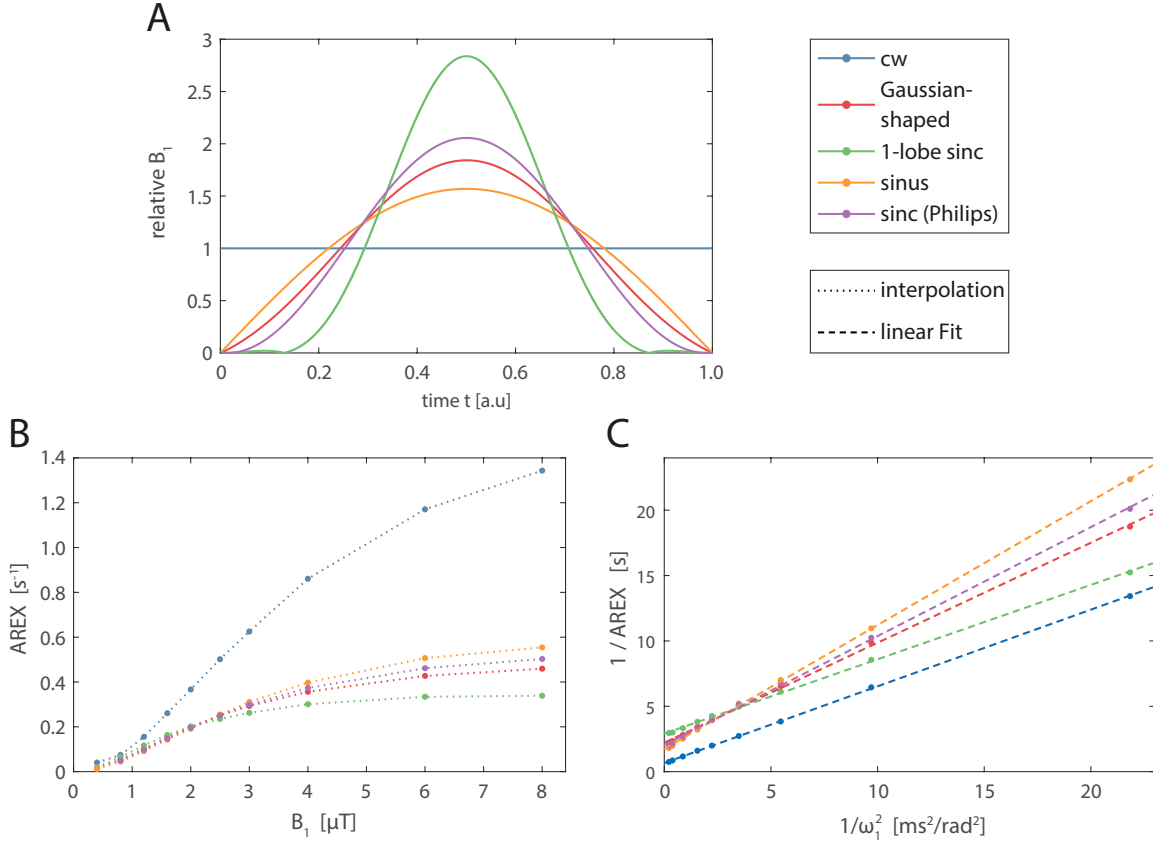 A
relative B1
3
2.5
2
1.5
1
0.5
0
0
0.2
0.4
0.6
0.8
1.0
time t [a.u]
cw
Gaussian-
shaped
1-lobe sinc
sinus
sinc (Philips)
interpolation
linear Fit
B
AREX [s-1]
1.4
1.2
1.0
0.8
0.6
0.4
0.2
0
0
1
2
3
4
5
6
7
8
B1 [μT]
C
1 / AREX [s]
20
15
10
5
0
0
5
10
15
20
1/ω1² [ms²/rad²]